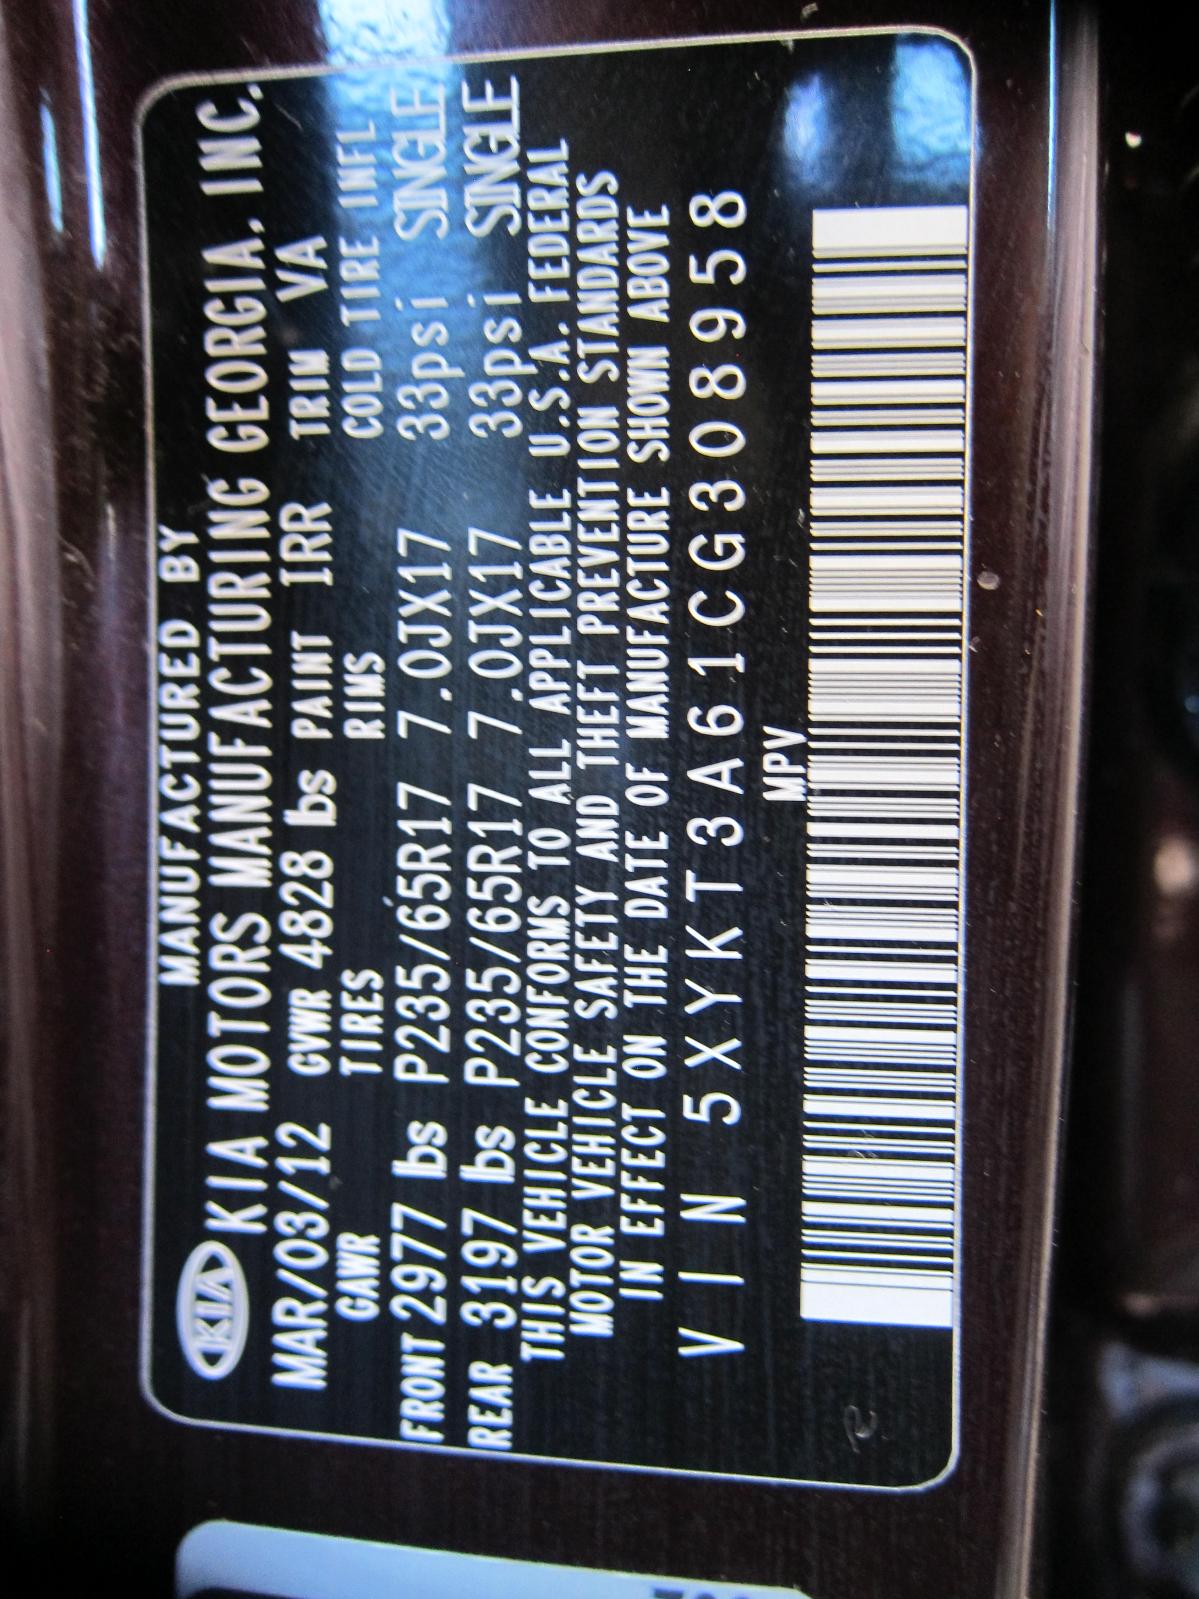 MANUFACTURED BY
KIA KIA MOTORS MANUFACTURING GEORGIA, INC.
MAR/03/12 GVWR 4828 lbs PAINT IRR TRIM VA
GAWR TIRES RIMS COLD TIRE INFL
FRONT 2977 lbs P235/65R17 7.0JX17 33psi SINGLE
REAR 3197 lbs P235/65R17 7.0JX17 33psi SINGLE
THIS VEHICLE CONFORMS TO ALL APPLICABLE U.S.A. FEDERAL
MOTOR VEHICLE SAFETY AND THEFT PREVENTION STANDARDS
IN EFFECT ON THE DATE OF MANUFACTURE SHOWN ABOVE
VIN 5XYKT3A61CG308958
MPV